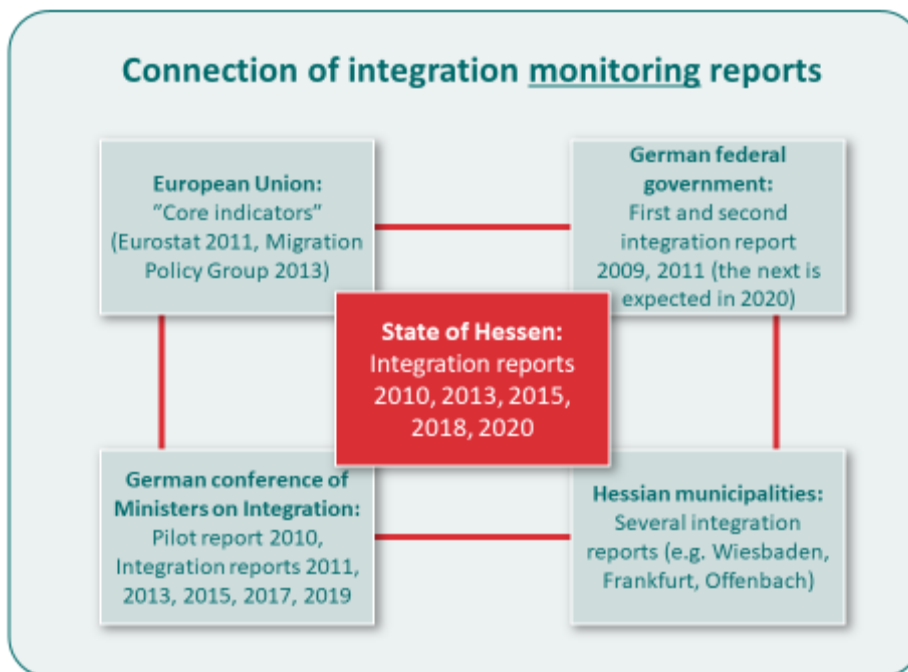 Connection of integration monitoring reports
European Union:
“Core indicators”
(Eurostat 2011, Migration
Policy Group 2013)
German federal
government:
First and second
integration report
2009, 2011 (the next is
expected in 2020)
State of Hessen:
Integration reports
2010, 2013, 2015,
2018, 2020
German conference of
Ministers on Integration:
Pilot report 2010,
Integration reports 2011,
2013, 2015, 2017, 2019
Hessian municipalities:
Several integration
reports (e.g. Wiesbaden,
Frankfurt, Offenbach)